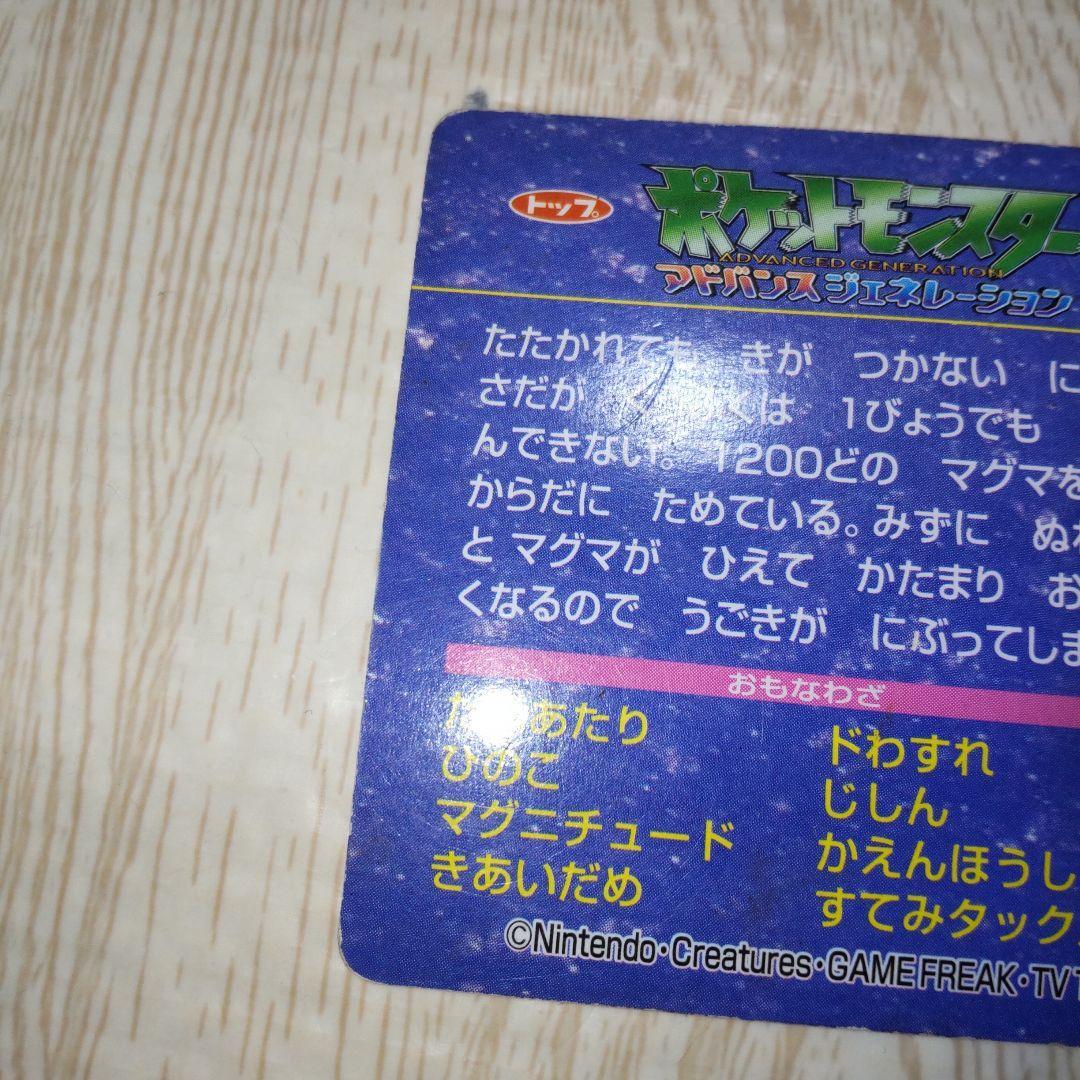 トップ
ポケットモンスター
ADVANCED GENERATION
アドバンスジェネレーション
たたかれても きが つかない に
さだが くは 1びょうでも
んできない。 1200どの マグマを
からだに ためている。みずに ぬ
と マグマが ひえて かたまり お
くなるので うごきが にぶってしま
おもなわざ
たいあたり
ひのこ
マグニチュード
きあいだめ
ドわすれ
じしん
かえんほうし
すてみタックル
©Nintendo・Creatures・GAME FREAK・TV T